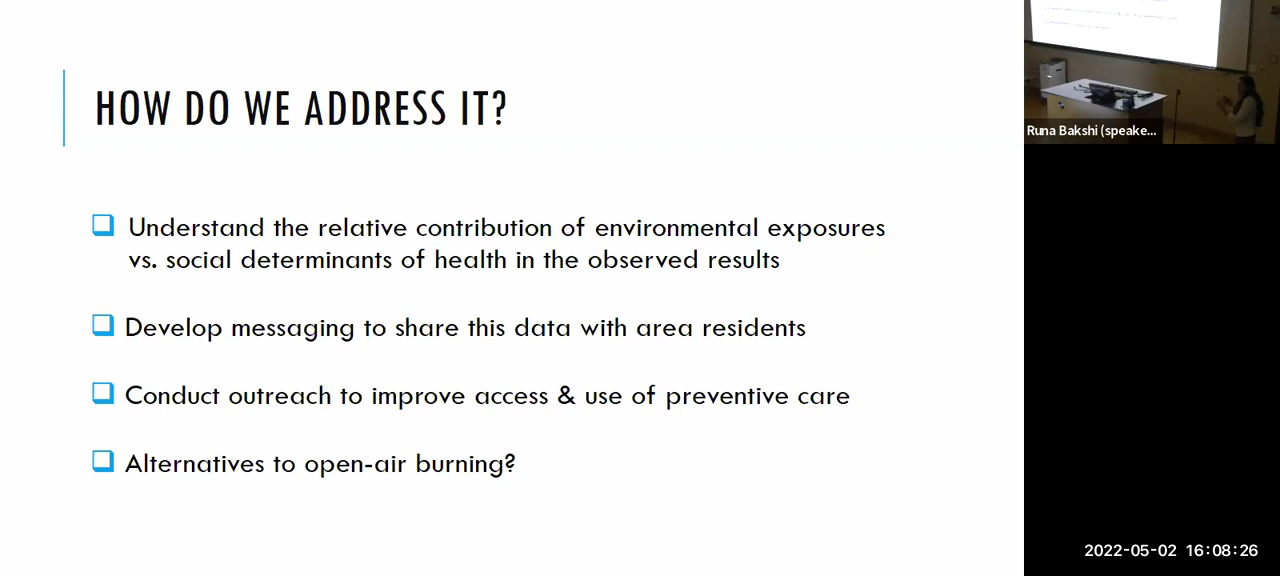 HOW DO WE ADDRESS IT?
Understand the relative contribution of environmental exposures
vs. social determinants of health in the observed results
Develop messaging to share this data with area residents
Conduct outreach to improve access & use of preventive care
Alternatives to open-air burning?
Runa Bakshi (speake...
2022-05-02 16:08:26